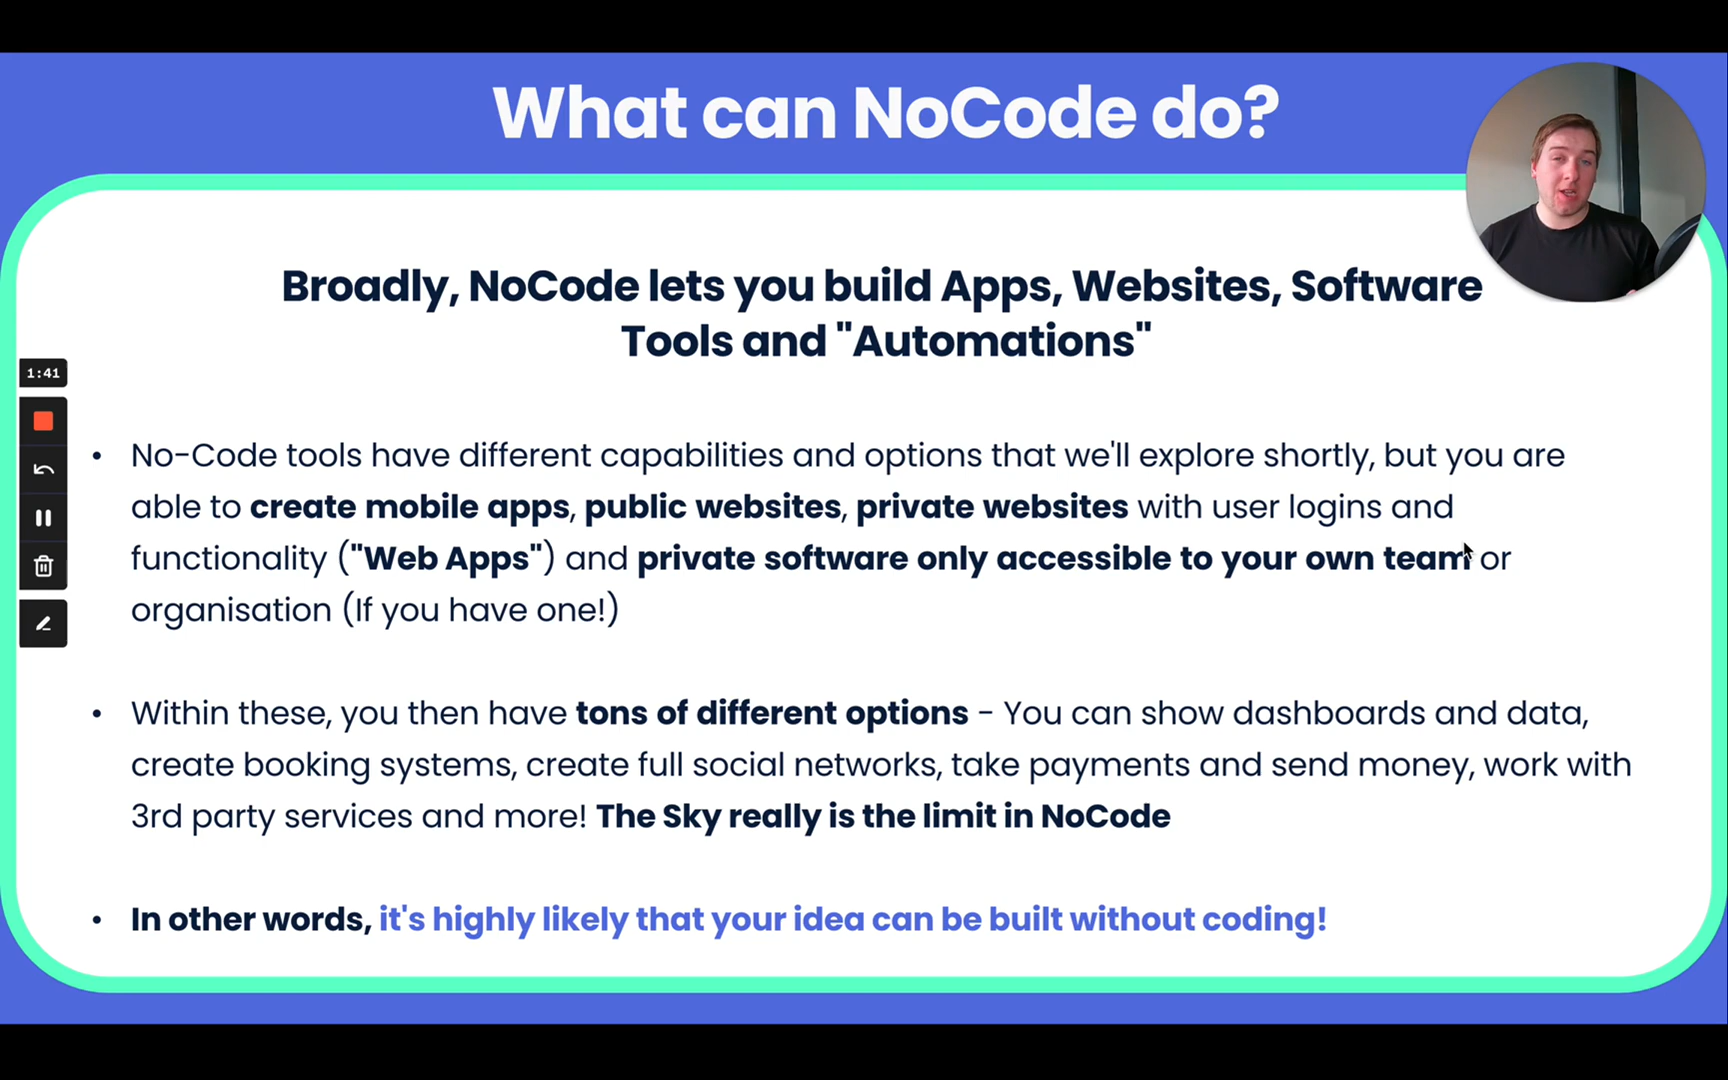 What can NoCode do?
Broadly, NoCode lets you build Apps, Websites, Software
Tools and "Automations"
1:41
• No-Code tools have different capabilities and options that we'll explore shortly, but you are
able to create mobile apps, public websites, private websites with user logins and
functionality ("Web Apps") and private software only accessible to your own team or
organisation (If you have one!)
• Within these, you then have tons of different options - You can show dashboards and data,
create booking systems, create full social networks, take payments and send money, work with
3rd party services and more! The Sky really is the limit in NoCode
• In other words, it's highly likely that your idea can be built without coding!